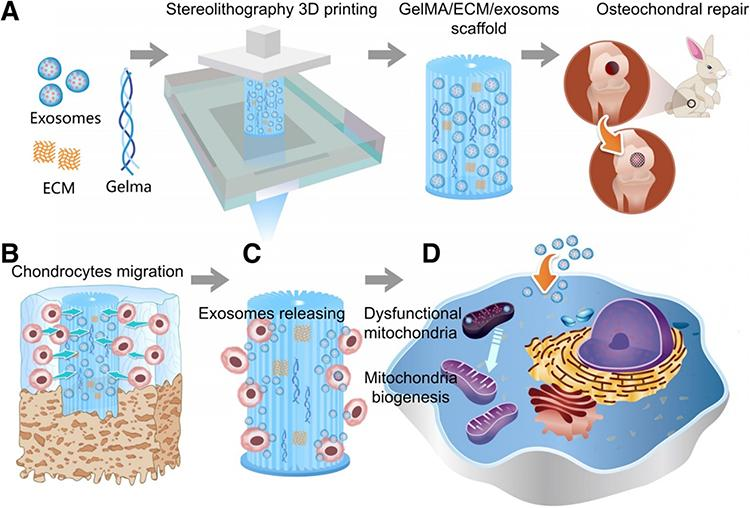 A
Stereolithography 3D printing
GelMA/ECM/exosoms
scaffold
Osteochondral repair
Exosomes
ECM
Gelma
B
Chondrocytes migration
C
Exosomes releasing
D
Dysfunctional
mitochondria
Mitochondria
biogenesis